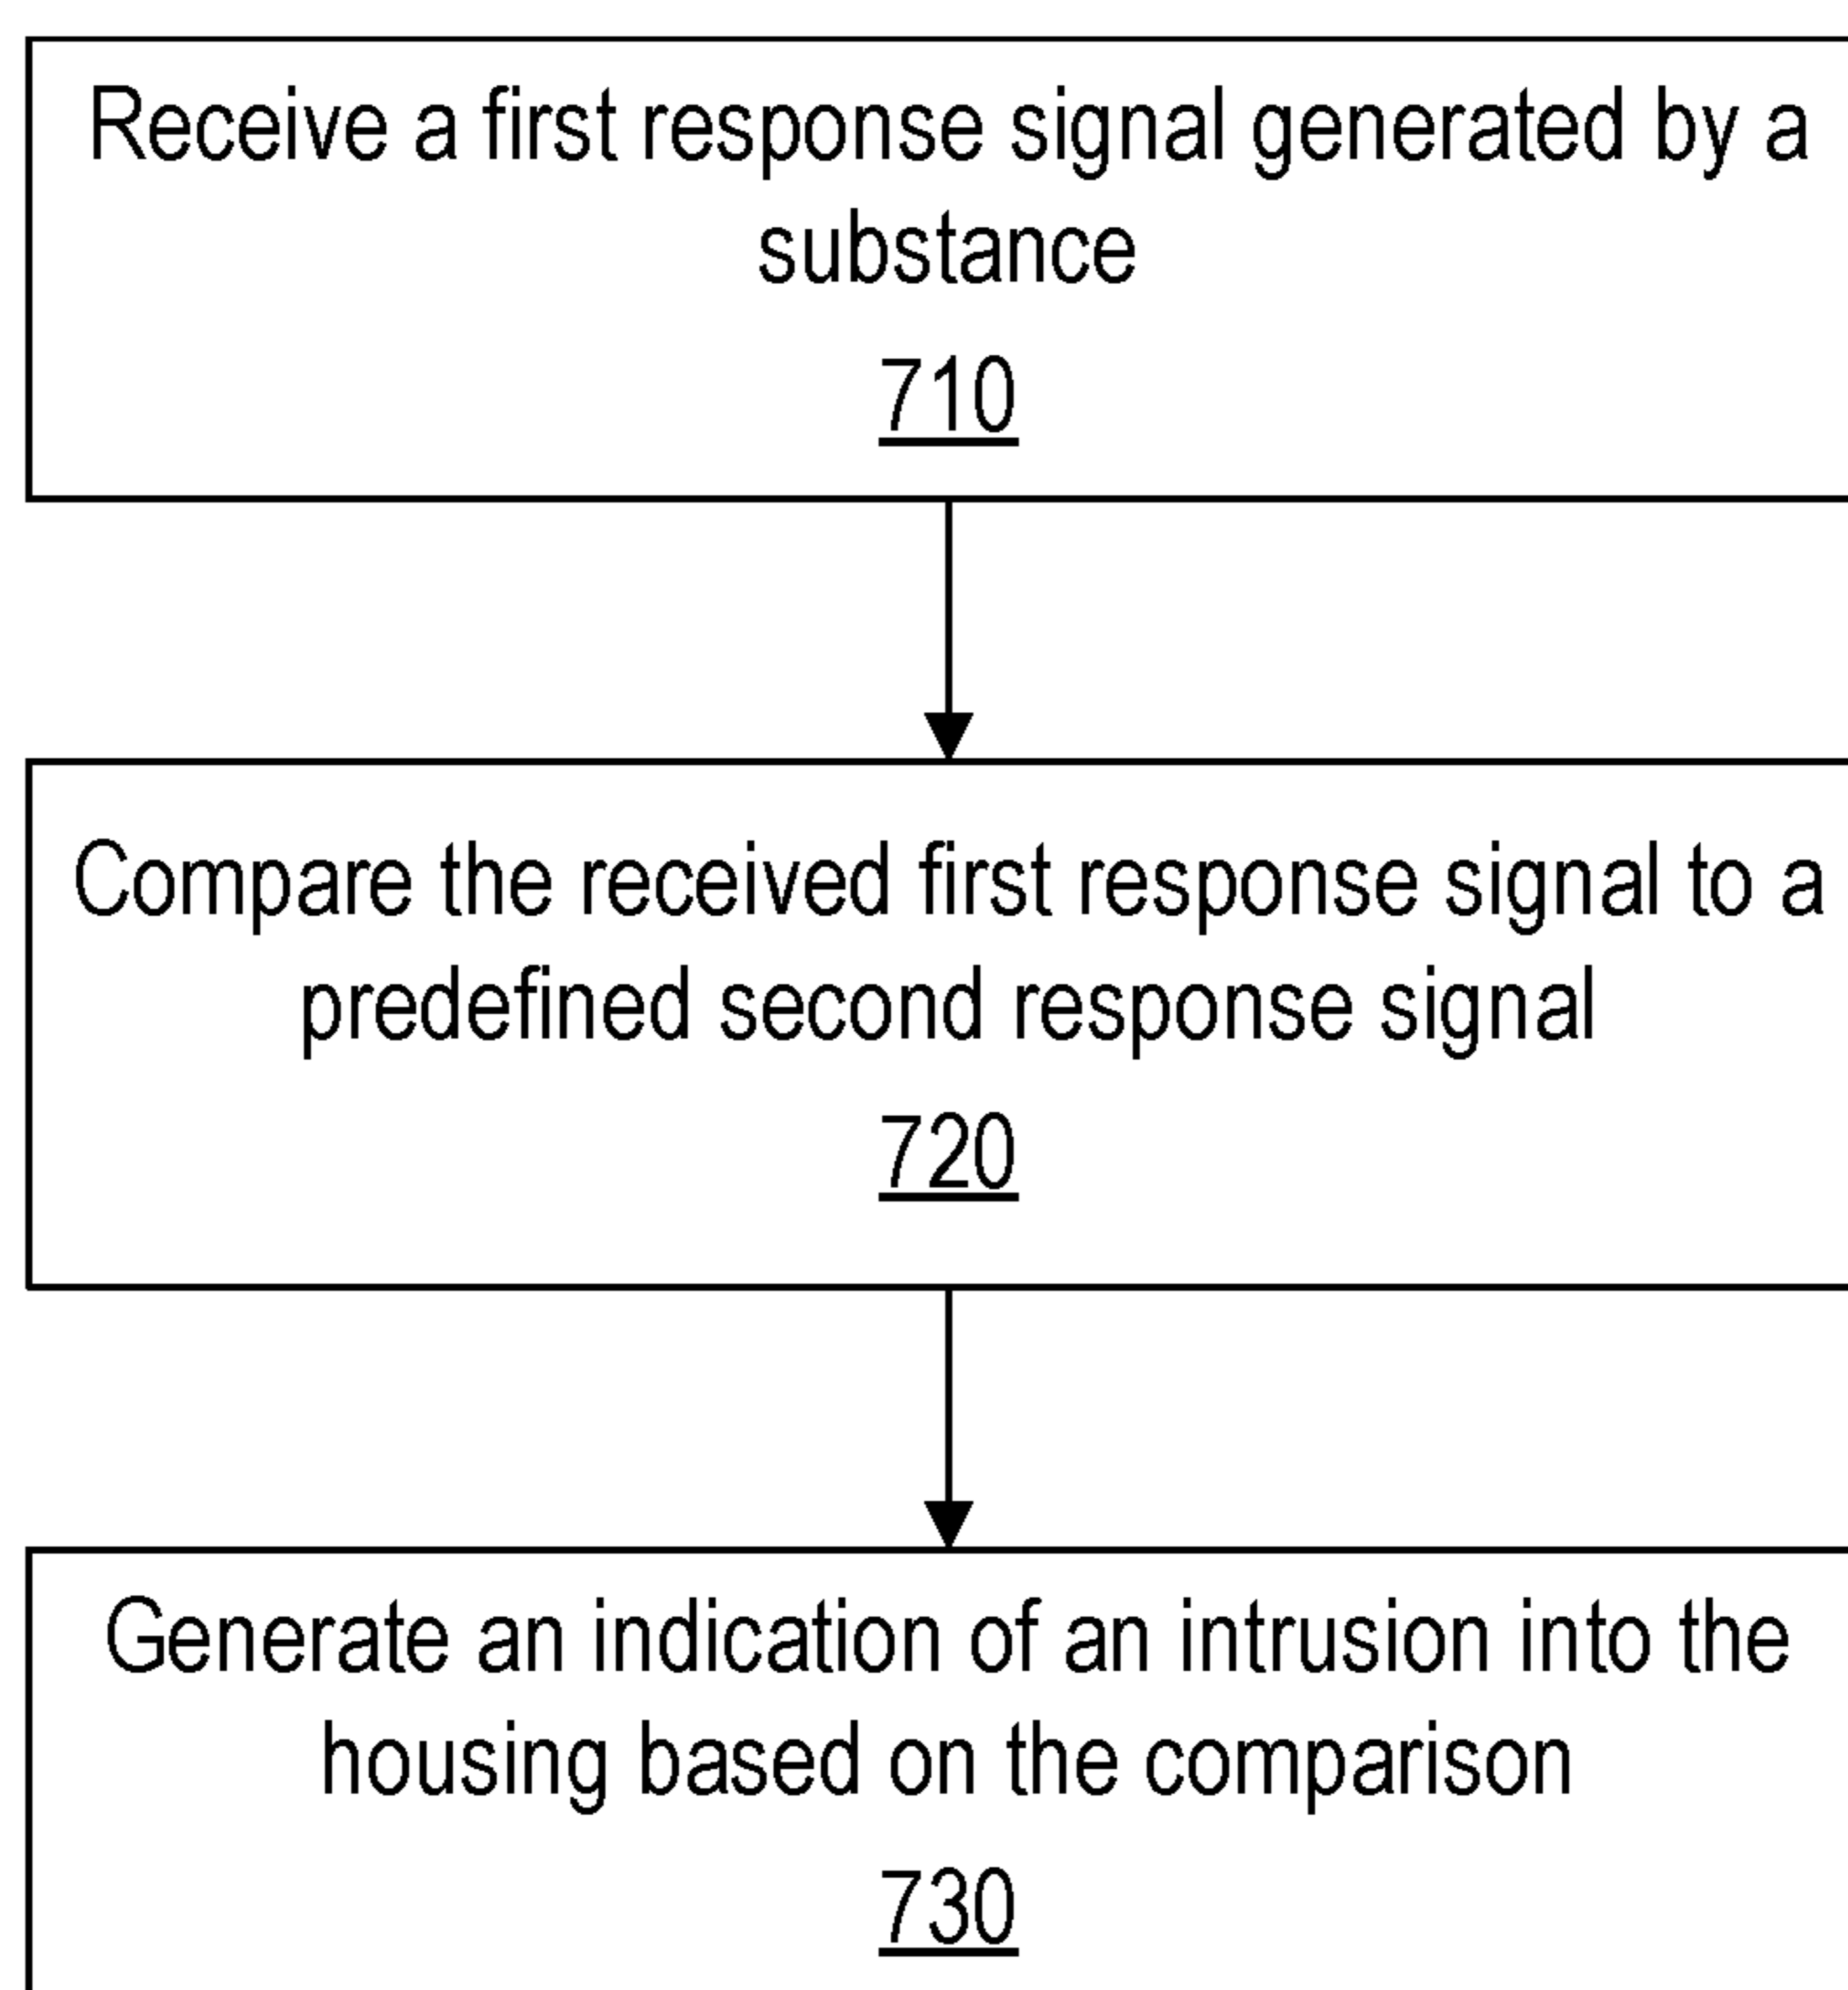 Receive a first response signal generated by a
substance
710
Compare the received first response signal to a
predefined second response signal
720
Generate an indication of an intrusion into the
housing based on the comparison
730